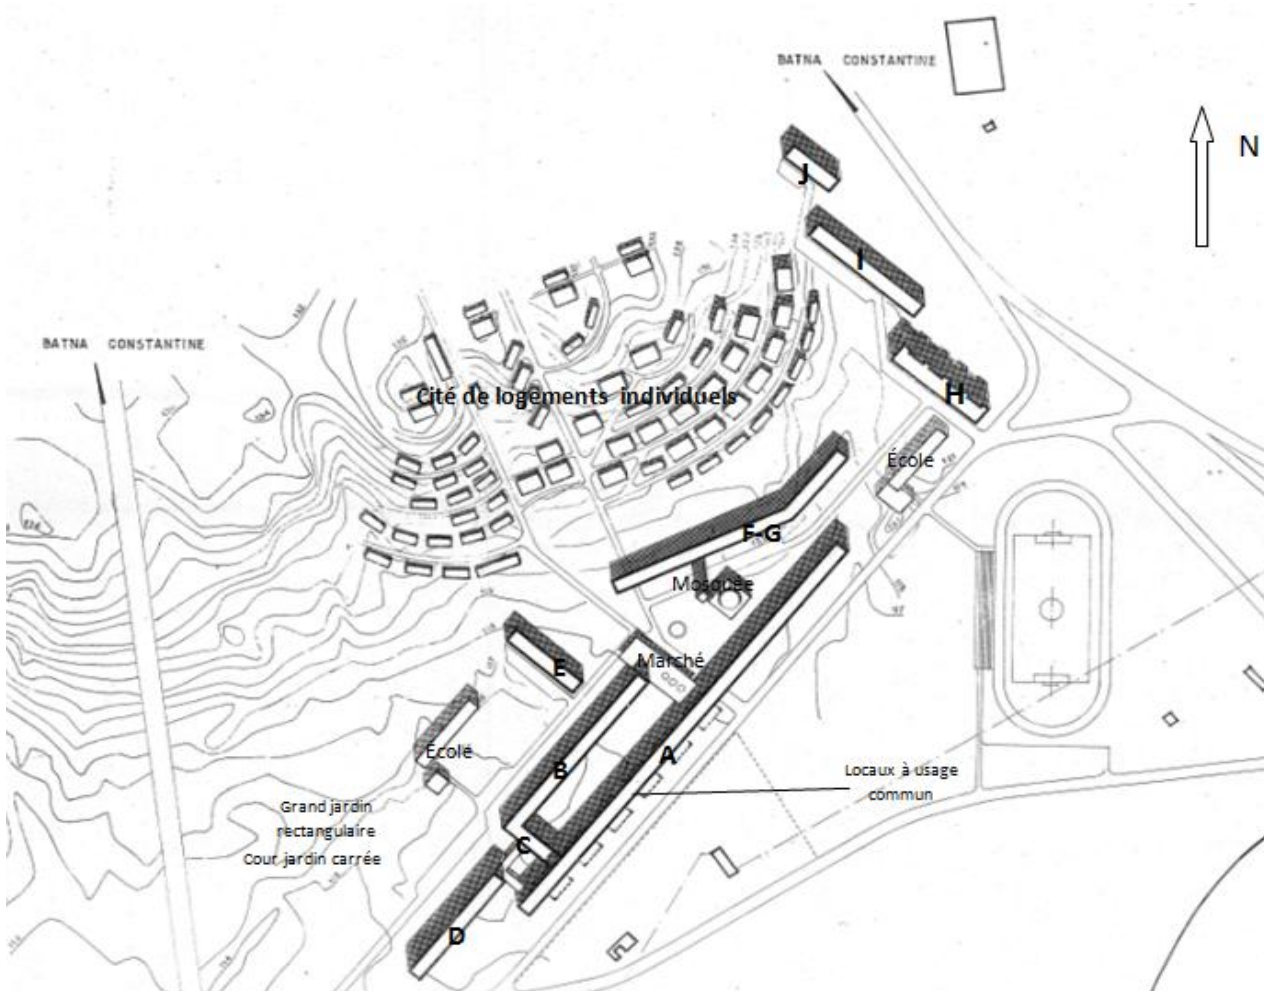 BATNA CONSTANTINE
N
J
I
BATNA CONSTANTINE
Cité de logements individuels
H
École
F-G
Mosquée
E
Marché
École
B
A
Locaux à usage
commun
Grand jardin
rectangulaire
C
Cour jardin carrée
D